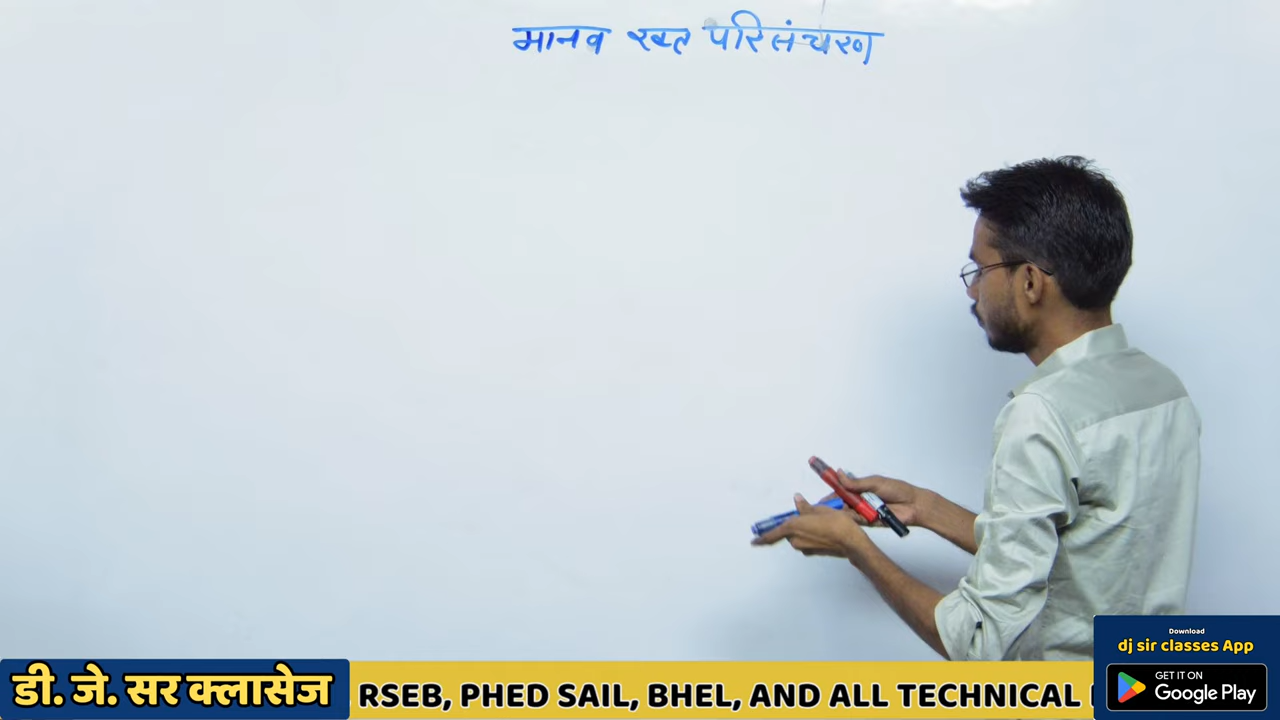 मानव रक्त परिसंचरण
डी. जे. सर क्लासेज
RSEB, PHED SAIL, BHEL, AND ALL TECHNICAL
Download
dj sir classes App
GET IT ON
Google Play